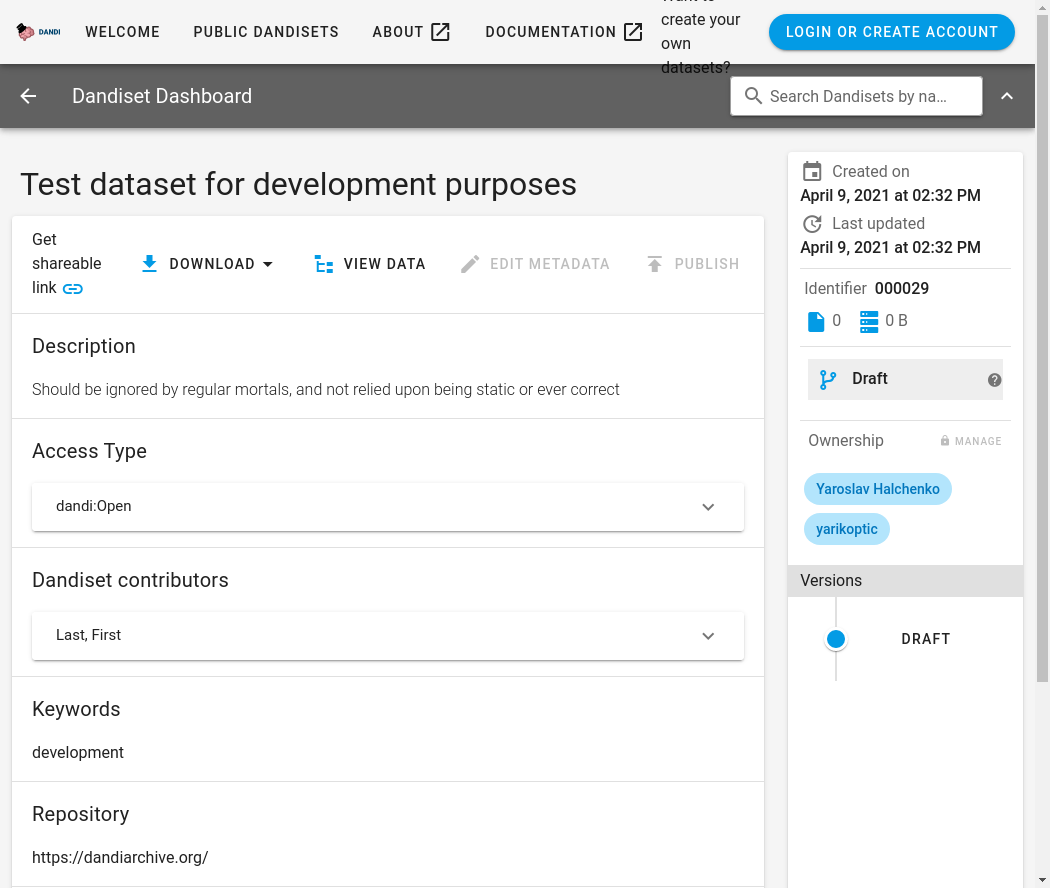 DANDI
WELCOME
PUBLIC DANDISETS
ABOUT
DOCUMENTATION
create your
own
datasets?
LOGIN OR CREATE ACCOUNT
Dandiset Dashboard
Search Dandisets by na…
Test dataset for development purposes
Get
shareable
link
DOWNLOAD
VIEW DATA
EDIT METADATA
PUBLISH
Description
Should be ignored by regular mortals, and not relied upon being static or ever correct
Access Type
dandi:Open
Dandiset contributors
Last, First
Keywords
development
Repository
https://dandiarchive.org/
Created on
April 9, 2021 at 02:32 PM
Last updated
April 9, 2021 at 02:32 PM
Identifier 000029
0
0 B
Draft
Ownership
MANAGE
Yaroslav Halchenko
yarikoptic
Versions
DRAFT